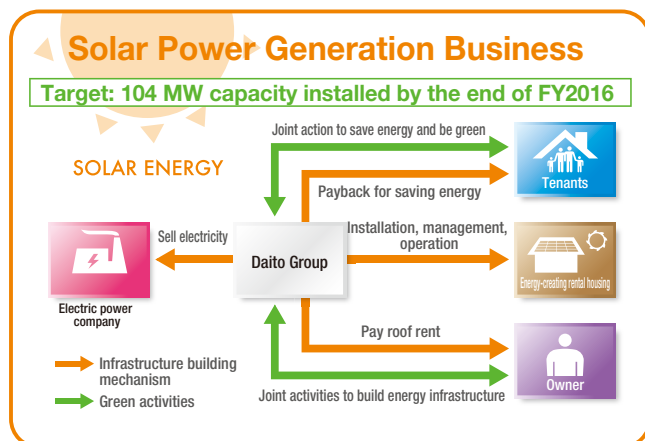 Solar Power Generation Business
Target: 104 MW capacity installed by the end of FY2016
SOLAR ENERGY
Joint action to save energy and be green
Tenants
Payback for saving energy
Sell electricity
Daito Group
Installation, management,
operation
Energy-creating rental housing
Electric power
company
Pay roof rent
Owner
Joint activities to build energy infrastructure
Infrastructure building
mechanism
Green activities